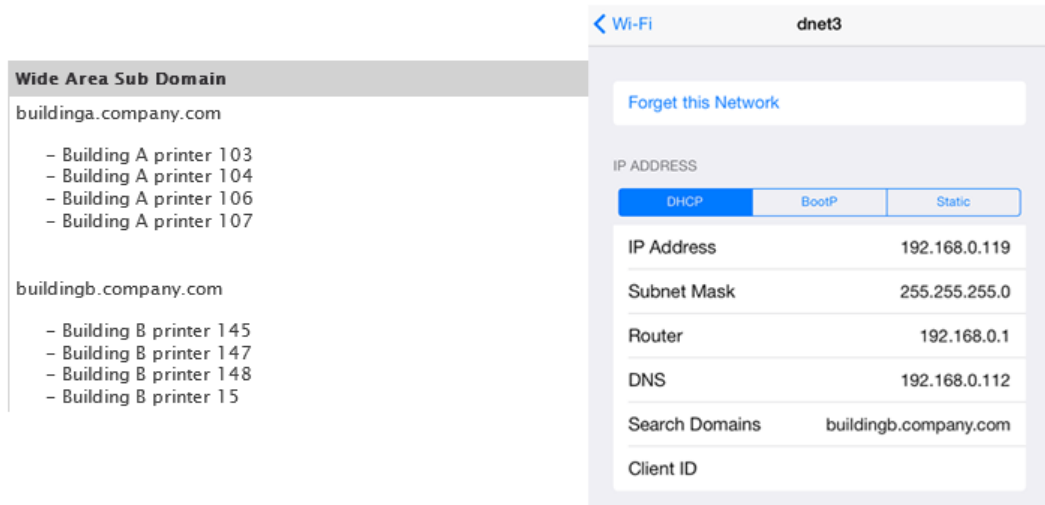 Wide Area Sub Domain
buildinga.company.com
– Building A printer 103
– Building A printer 104
– Building A printer 106
– Building A printer 107
buildingb.company.com
– Building B printer 145
– Building B printer 147
– Building B printer 148
– Building B printer 15
Wi-Fi dnet3
Forget this Network
IP ADDRESS
DHCP BootP Static
IP Address 192.168.0.119
Subnet Mask 255.255.255.0
Router 192.168.0.1
DNS 192.168.0.112
Search Domains buildingb.company.com
Client ID